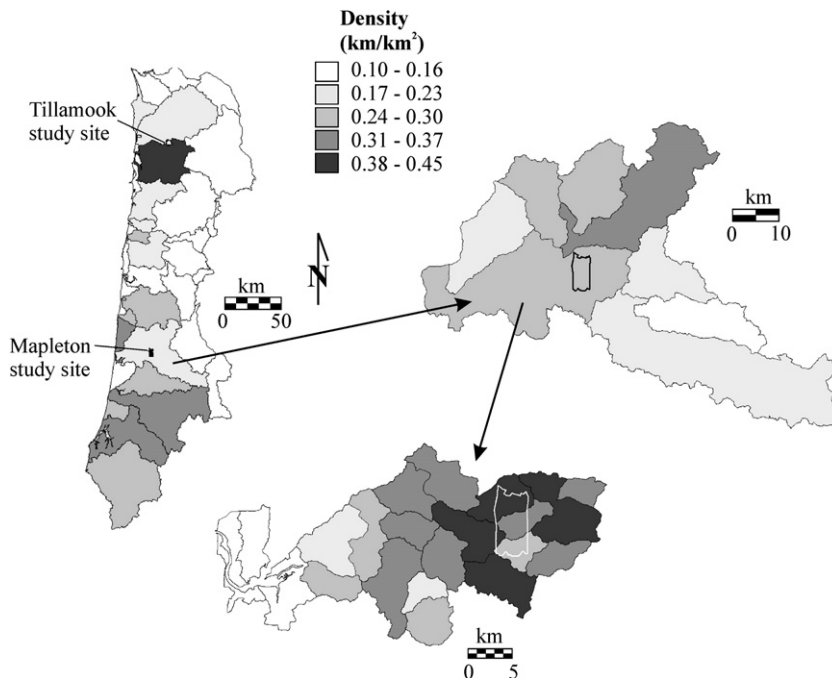 Density
(km/km²)
0.10 - 0.16
0.17 - 0.23
0.24 - 0.30
0.31 - 0.37
0.38 - 0.45
Tillamook
study site
km
0 10
N
km
0 50
Mapleton
study site
km
0 5